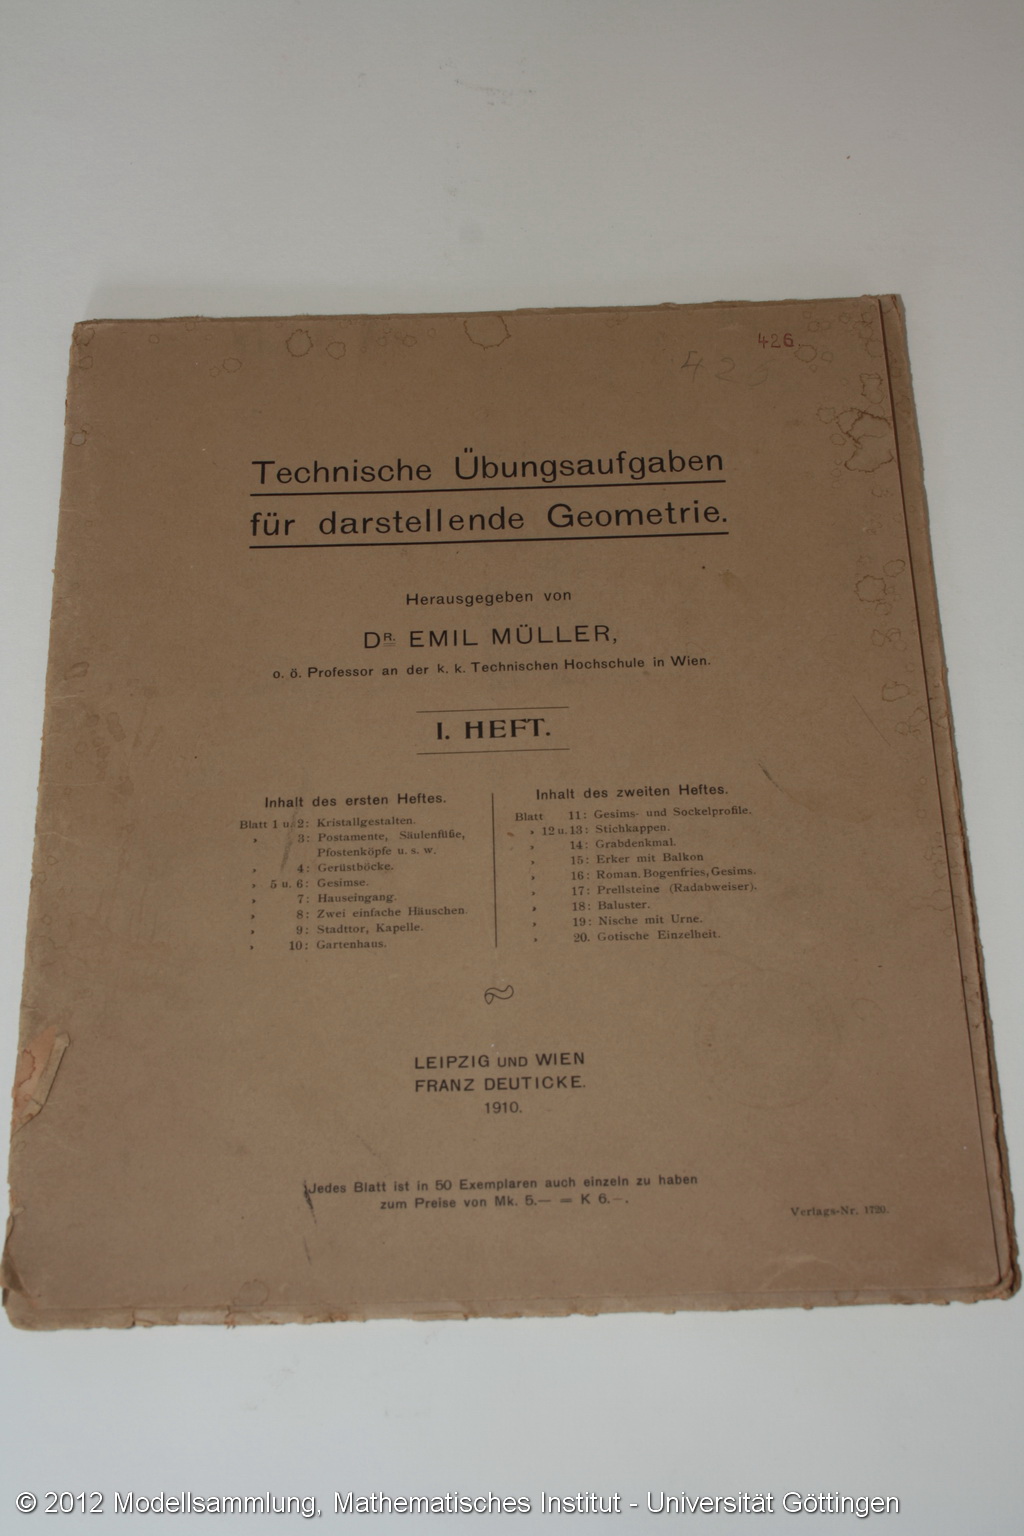 426.
Technische Übungsaufgaben
für darstellende Geometrie.
Herausgegeben von
DR. EMIL MÜLLER,
o. ö. Professor an der k. k. Technischen Hochschule in Wien.
I. HEFT.
Inhalt des ersten Heftes.
Blatt 1 u. 2: Kristallgestalten.
„ 3: Postamente, Säulenfüße,
Pfostenköpfe u. s. w.
„ 4: Gerüstböcke.
„ 5 u. 6: Gesimse.
„ 7: Hauseingang.
„ 8: Zwei einfache Häuschen.
„ 9: Stadttor, Kapelle.
„ 10: Gartenhaus.
Inhalt des zweiten Heftes.
Blatt 11: Gesims- und Sockelprofile.
„ 12 u. 13: Stichkappen.
„ 14: Grabdenkmal.
„ 15: Erker mit Balkon
„ 16: Roman. Bogenfries, Gesims.
„ 17: Prellsteine (Radabweiser).
„ 18: Baluster.
„ 19: Nische mit Urne.
„ 20. Gotische Einzelheit.
LEIPZIG UND WIEN
FRANZ DEUTICKE.
1910.
Jedes Blatt ist in 50 Exemplaren auch einzeln zu haben
zum Preise von Mk. 5.— = K 6.—.
Verlags-Nr. 1720.
© 2012 Modellsammlung, Mathematisches Institut - Universität Göttingen